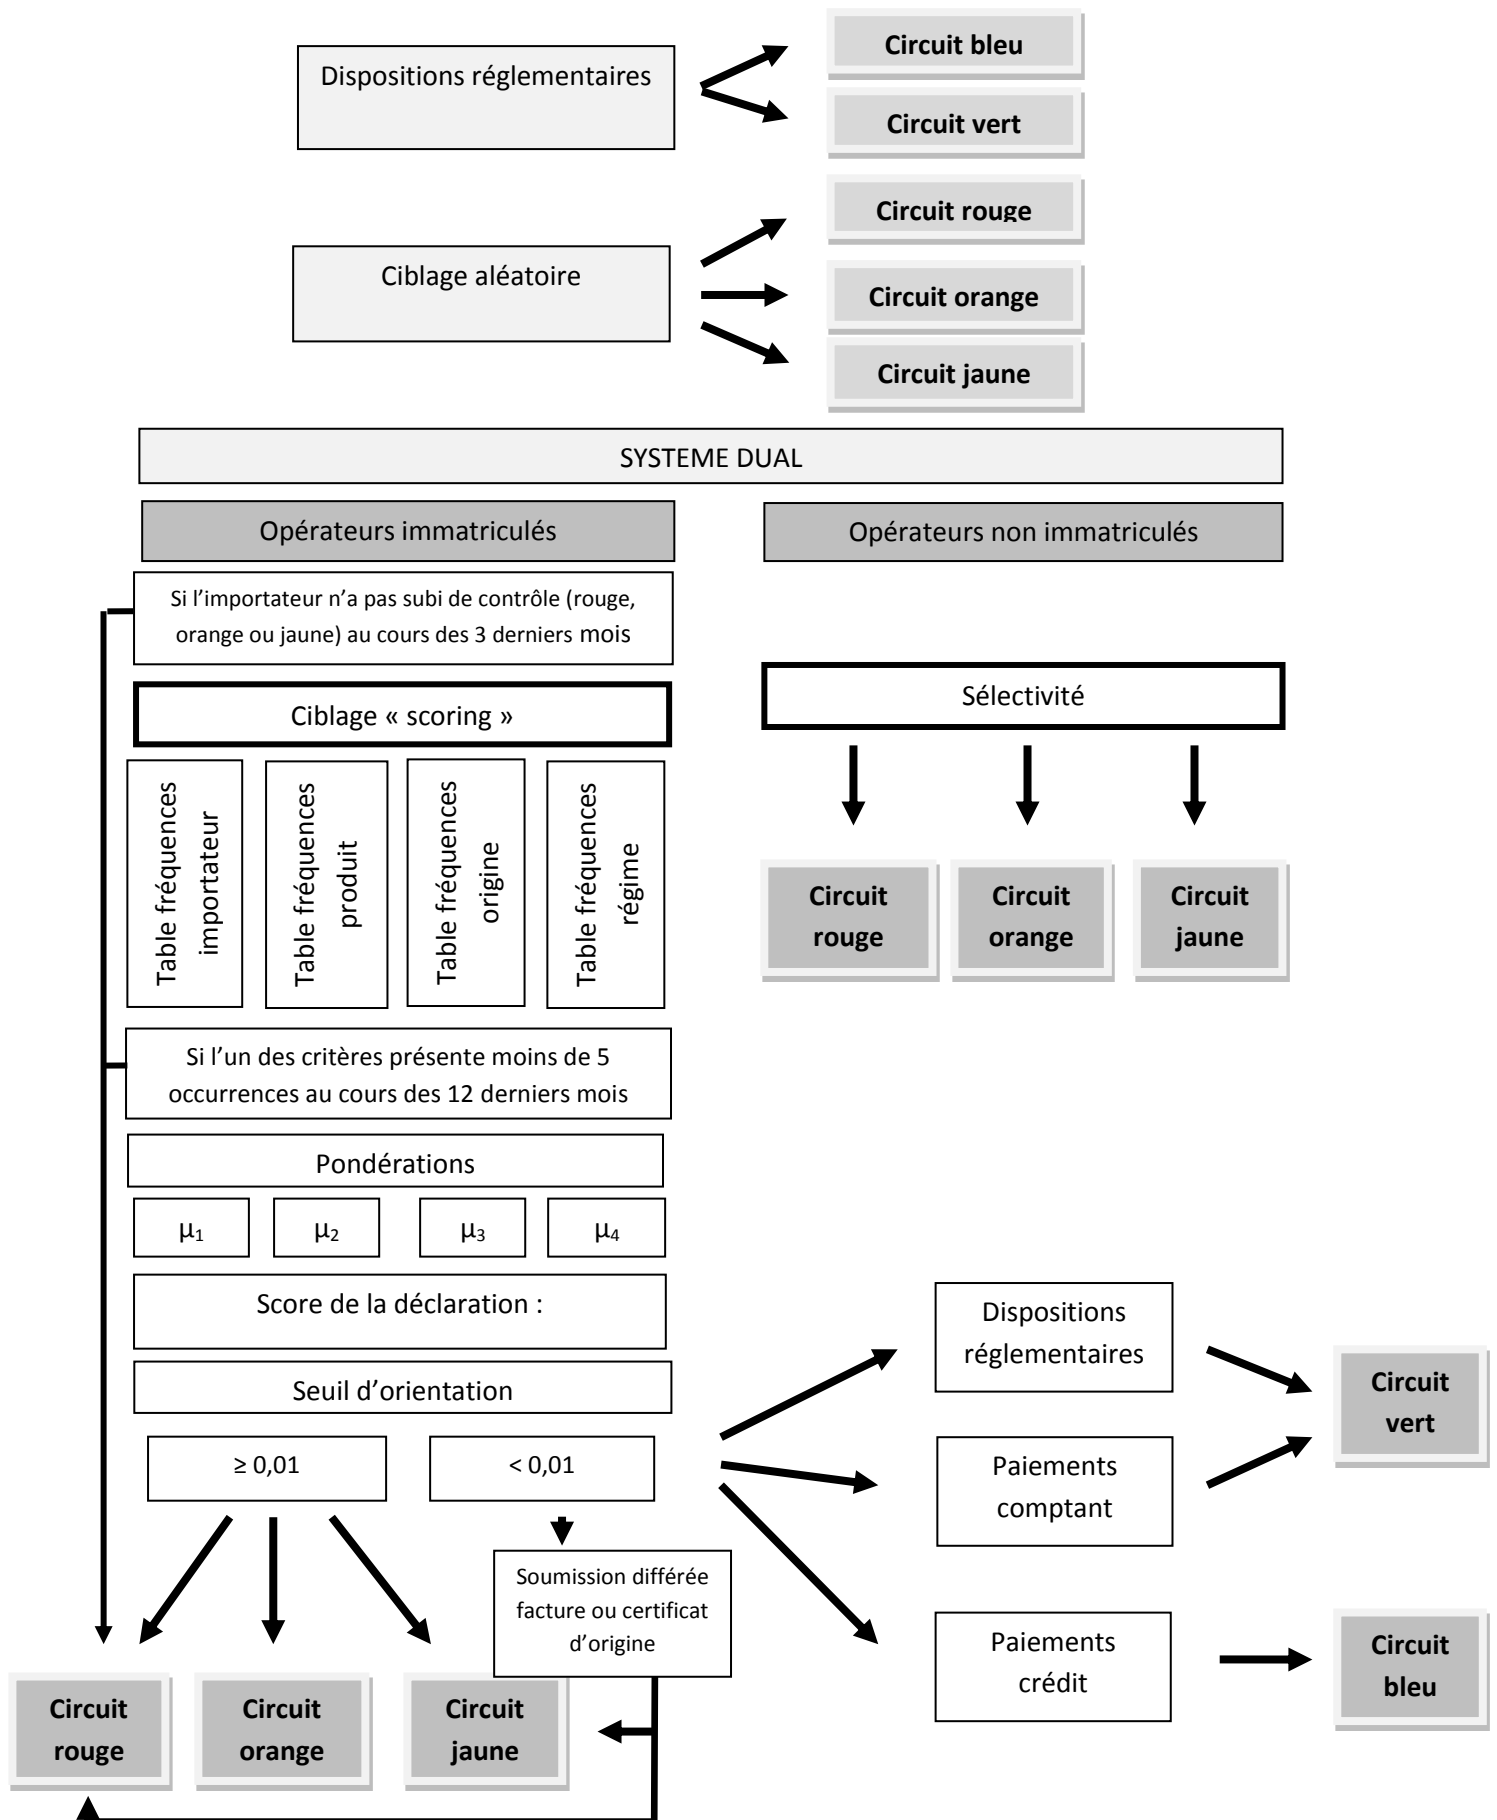 Dispositions réglementaires
Circuit bleu
Circuit vert
Ciblage aléatoire
Circuit rouge
Circuit orange
Circuit jaune
SYSTEME DUAL
Opérateurs immatriculés
Opérateurs non immatriculés
Si l’importateur n’a pas subi de contrôle (rouge,
orange ou jaune) au cours des 3 derniers mois
Ciblage « scoring »
Sélectivité
Table fréquences
importateur
Table fréquences
produit
Table fréquences
origine
Table fréquences
régime
Circuit
rouge
Circuit
orange
Circuit
jaune
Si l’un des critères présente moins de 5
occurrences au cours des 12 derniers mois
Pondérations
µ₁
µ₂
µ₃
µ₄
Score de la déclaration :
Seuil d’orientation
≥ 0,01
< 0,01
Dispositions
réglementaires
Paiements
comptant
Circuit
vert
Soumission différée
facture ou certificat
d’origine
Paiements
crédit
Circuit
bleu
Circuit
rouge
Circuit
orange
Circuit
jaune